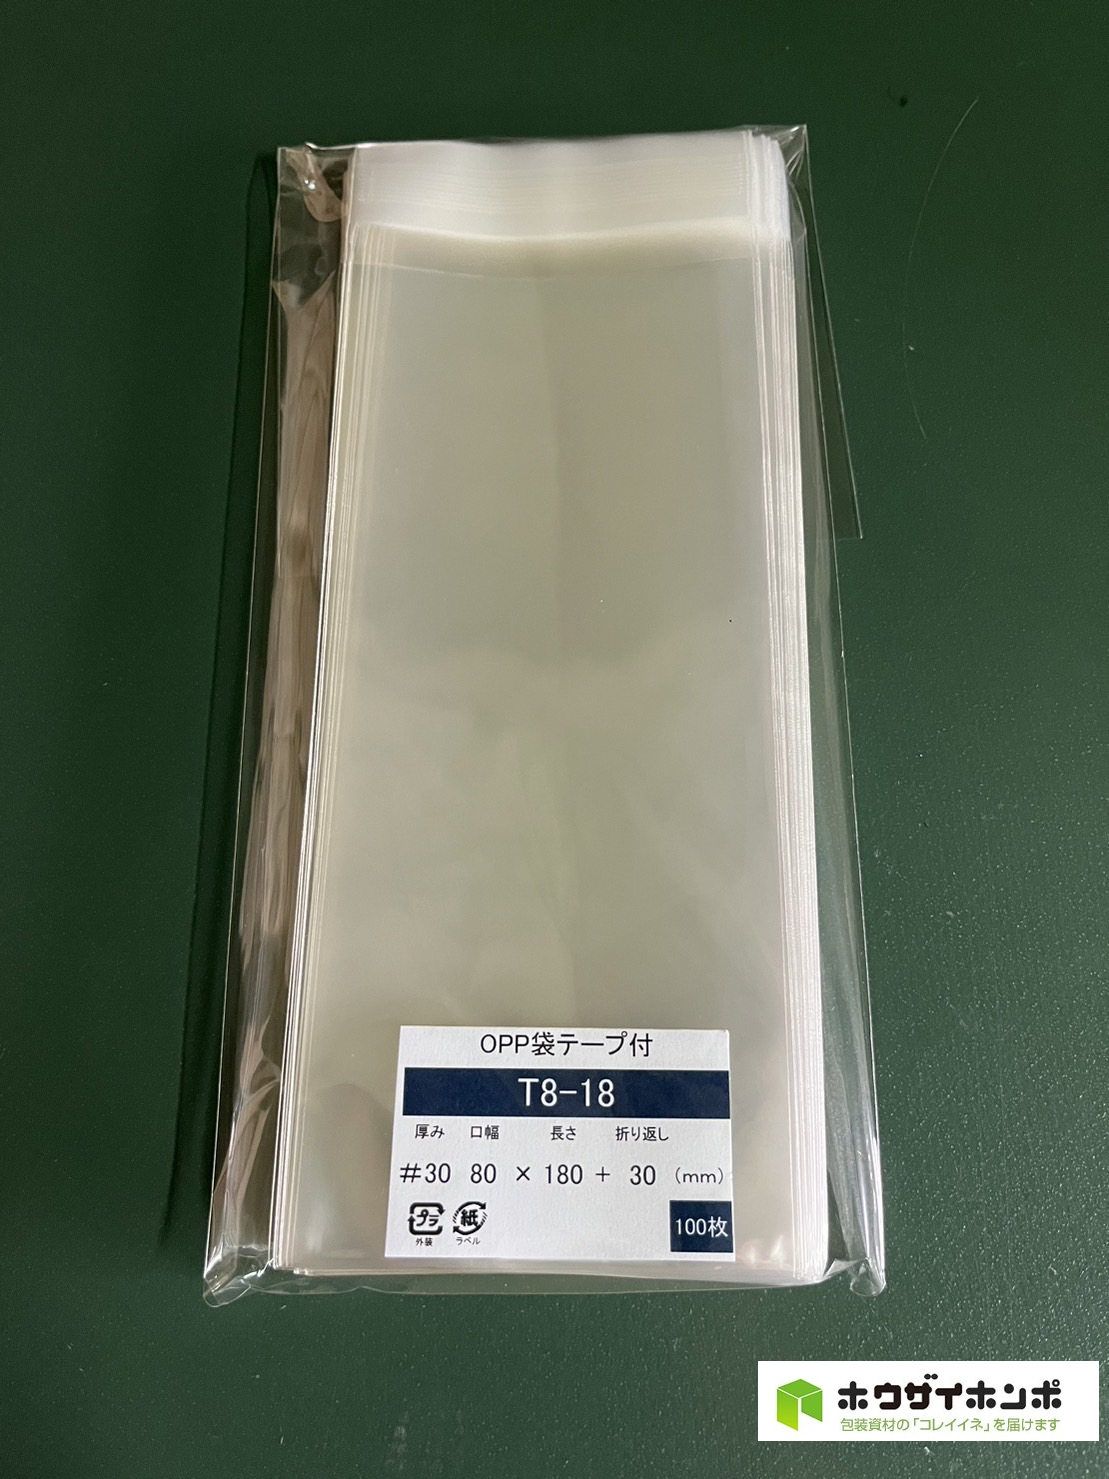 OPP袋テープ付
T8-18
厚み 口幅 長さ 折り返し
#30 80 × 180 + 30 (mm)
プラ 紙
外装 ラベル
100枚
ホウザイホンポ
包装資材の「コレイイネ」を届けます